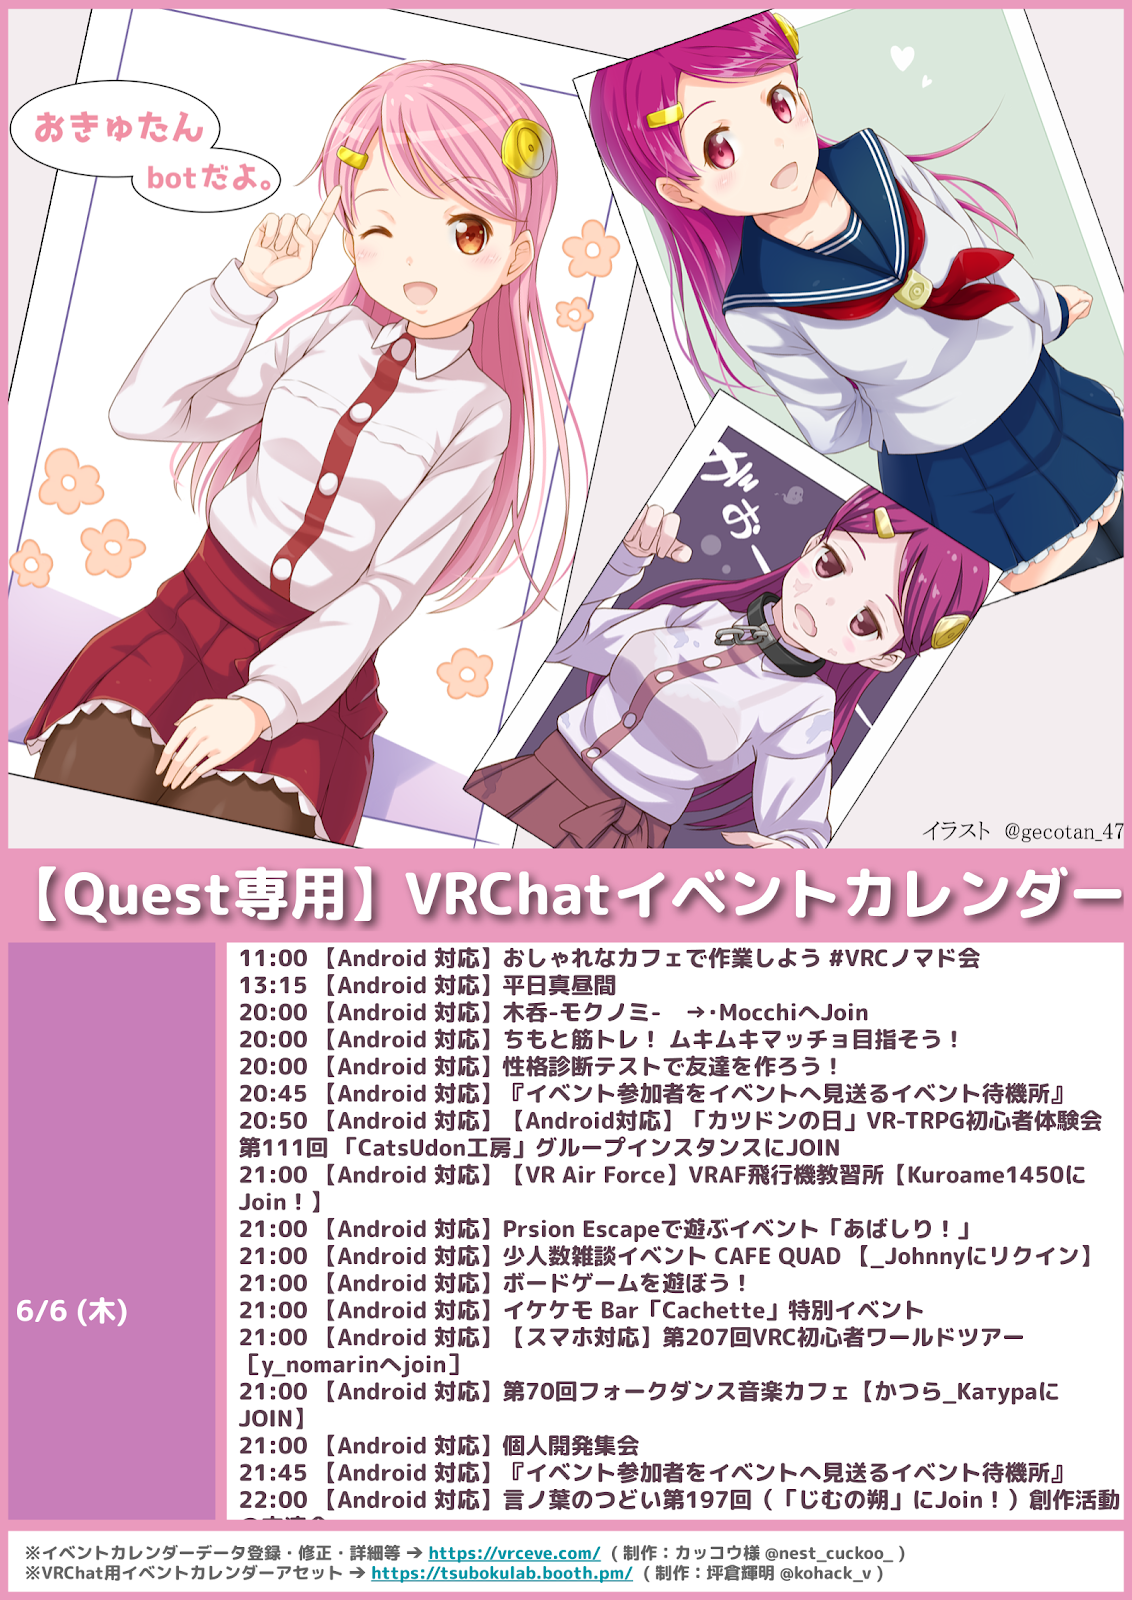 おきゅたん
botだよ。
がおー
イラスト @gecotan_47
【Quest専用】VRChatイベントカレンダー
6/6 (木)
11:00 【Android 対応】おしゃれなカフェで作業しよう #VRCノマド会
13:15 【Android 対応】平日真昼間
20:00 【Android 対応】木呑-モクノミ-　→･MocchiへJoin
20:00 【Android 対応】ちもと筋トレ！ ムキムキマッチョ目指そう！
20:00 【Android 対応】性格診断テストで友達を作ろう！
20:45 【Android 対応】『イベント参加者をイベントへ見送るイベント待機所』
20:50 【Android 対応】【Android対応】「カツドンの日」VR-TRPG初心者体験会
第111回 「CatsUdon工房」グループインスタンスにJOIN
21:00 【Android 対応】【VR Air Force】VRAF飛行機教習所【Kuroame1450に
Join！】
21:00 【Android 対応】Prsion Escapeで遊ぶイベント「あばしり！」
21:00 【Android 対応】少人数雑談イベント CAFE QUAD 【_Johnnyにリクイン】
21:00 【Android 対応】ボードゲームを遊ぼう！
21:00 【Android 対応】イケケモ Bar「Cachette」特別イベント
21:00 【Android 対応】【スマホ対応】第207回VRC初心者ワールドツアー
［y_nomarinへjoin］
21:00 【Android 対応】第70回フォークダンス音楽カフェ【かつら_Катураに
JOIN】
21:00 【Android 対応】個人開発集会
21:45 【Android 対応】『イベント参加者をイベントへ見送るイベント待機所』
22:00 【Android 対応】言ノ葉のつどい第197回（「じむの朔」にJoin！）創作活動
※イベントカレンダーデータ登録・修正・詳細等 → https://vrceve.com/ ( 制作：カッコウ様 @nest_cuckoo_ )
※VRChat用イベントカレンダーアセット → https://tsubokulab.booth.pm/ ( 制作：坪倉輝明 @kohack_v )